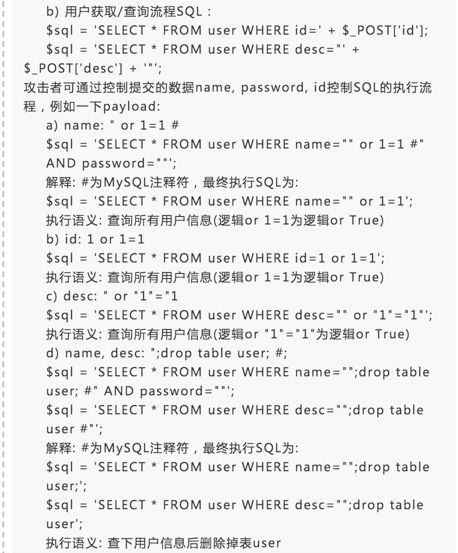 b) 用户获取/查询流程SQL：
$sql = 'SELECT * FROM user WHERE id=' + $_POST['id'];
$sql = 'SELECT * FROM user WHERE desc="' +
$_POST['desc'] + '"';
攻击者可通过控制提交的数据name, password, id控制SQL的执行流
程，例如一下payload:
a) name: " or 1=1 #
$sql = 'SELECT * FROM user WHERE name="" or 1=1 #"
AND password=""';
解释: #为MySQL注释符，最终执行SQL为:
$sql = 'SELECT * FROM user WHERE name="" or 1=1';
执行语义: 查询所有用户信息(逻辑or 1=1为逻辑or True)
b) id: 1 or 1=1
$sql = 'SELECT * FROM user WHERE id=1 or 1=1';
执行语义: 查询所有用户信息(逻辑or 1=1为逻辑or True)
c) desc: " or "1"="1
$sql = 'SELECT * FROM user WHERE desc="" or "1"="1"';
执行语义: 查询所有用户信息(逻辑or "1"="1"为逻辑or True)
d) name, desc: ";drop table user; #;
$sql = 'SELECT * FROM user WHERE name="";drop table
user; #" AND password=""';
$sql = 'SELECT * FROM user WHERE desc="";drop table
user #"';
解释: #为MySQL注释符，最终执行SQL为:
$sql = 'SELECT * FROM user WHERE name="";drop table
user;';
$sql = 'SELECT * FROM user WHERE desc="";drop table
user';
执行语义: 查下用户信息后删除掉表user